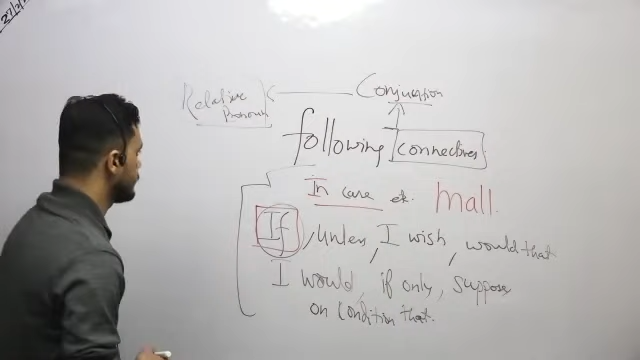 Relative Pronoun
Conjunction
following connectives
In case etc. mall.
If, unless, I wish, would that
I would, if only, suppose,
on condition that.